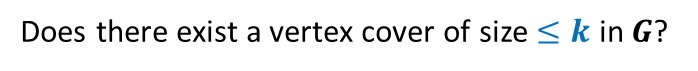 Does there exist a vertex cover of size ≤ k in G?